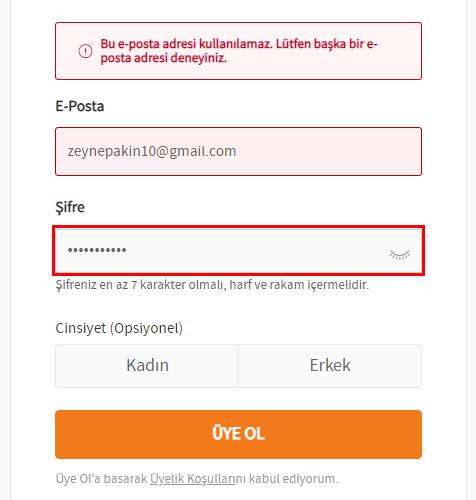 Bu e-posta adresi kullanılamaz. Lütfen başka bir e-
posta adresi deneyiniz.
E-Posta
zeynepakin10@gmail.com
Şifre
•••••••••••
Şifreniz en az 7 karakter olmalı, harf ve rakam içermelidir.
Cinsiyet (Opsiyonel)
Kadın Erkek
ÜYE OL
Üye Ol’a basarak Üyelik Koşullarını kabul ediyorum.